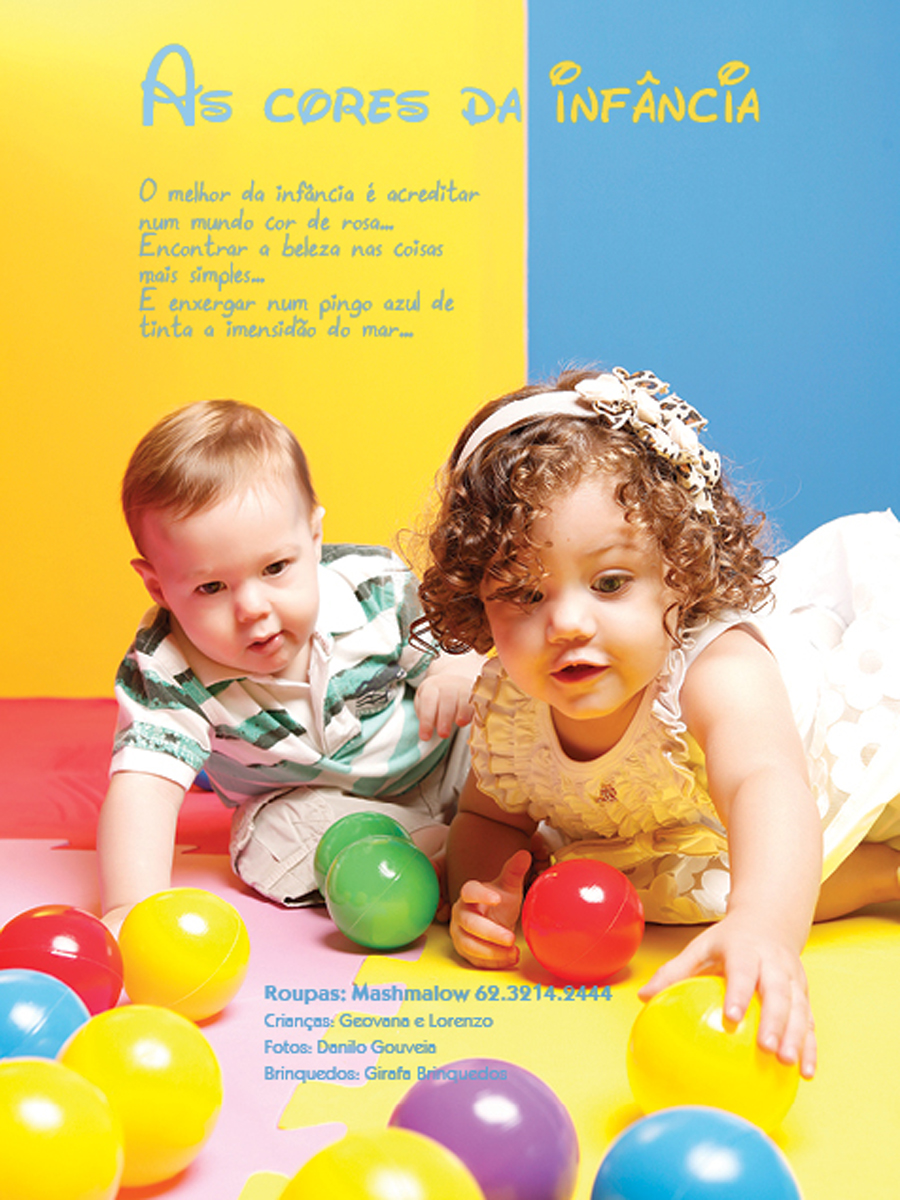 As cores da infância
O melhor da infância é acreditar
num mundo cor de rosa...
Encontrar a beleza nas coisas
mais simples...
E enxergar num pingo azul de
tinta a imensidão do mar...
Roupas: Mashmalow 62.3214.2444
Crianças: Geovana e Lorenzo
Fotos: Danilo Gouveia
Brinquedos: Girafa Brinquedos